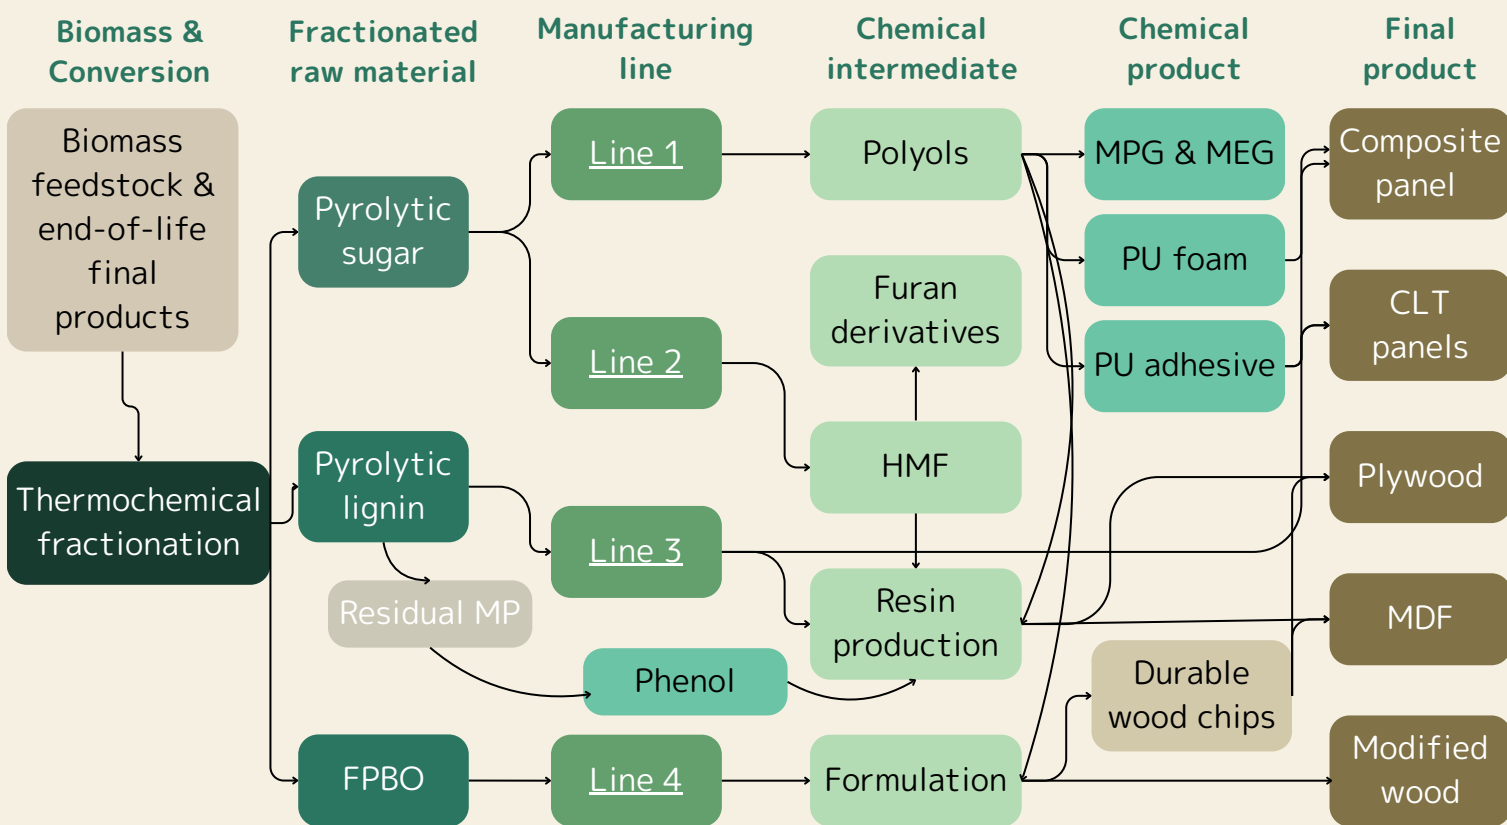 Biomass &
Conversion
Fractionated
raw material
Manufacturing
line
Chemical
intermediate
Chemical
product
Final
product
Biomass
feedstock &
end-of-life
final
products
Thermochemical
fractionation
Pyrolytic
sugar
Pyrolytic
lignin
Residual MP
FPBO
Line 1
Line 2
Line 3
Phenol
Line 4
Polyols
Furan
derivatives
HMF
Resin
production
Formulation
MPG & MEG
PU foam
PU adhesive
Durable
wood chips
Composite
panel
CLT
panels
Plywood
MDF
Modified
wood